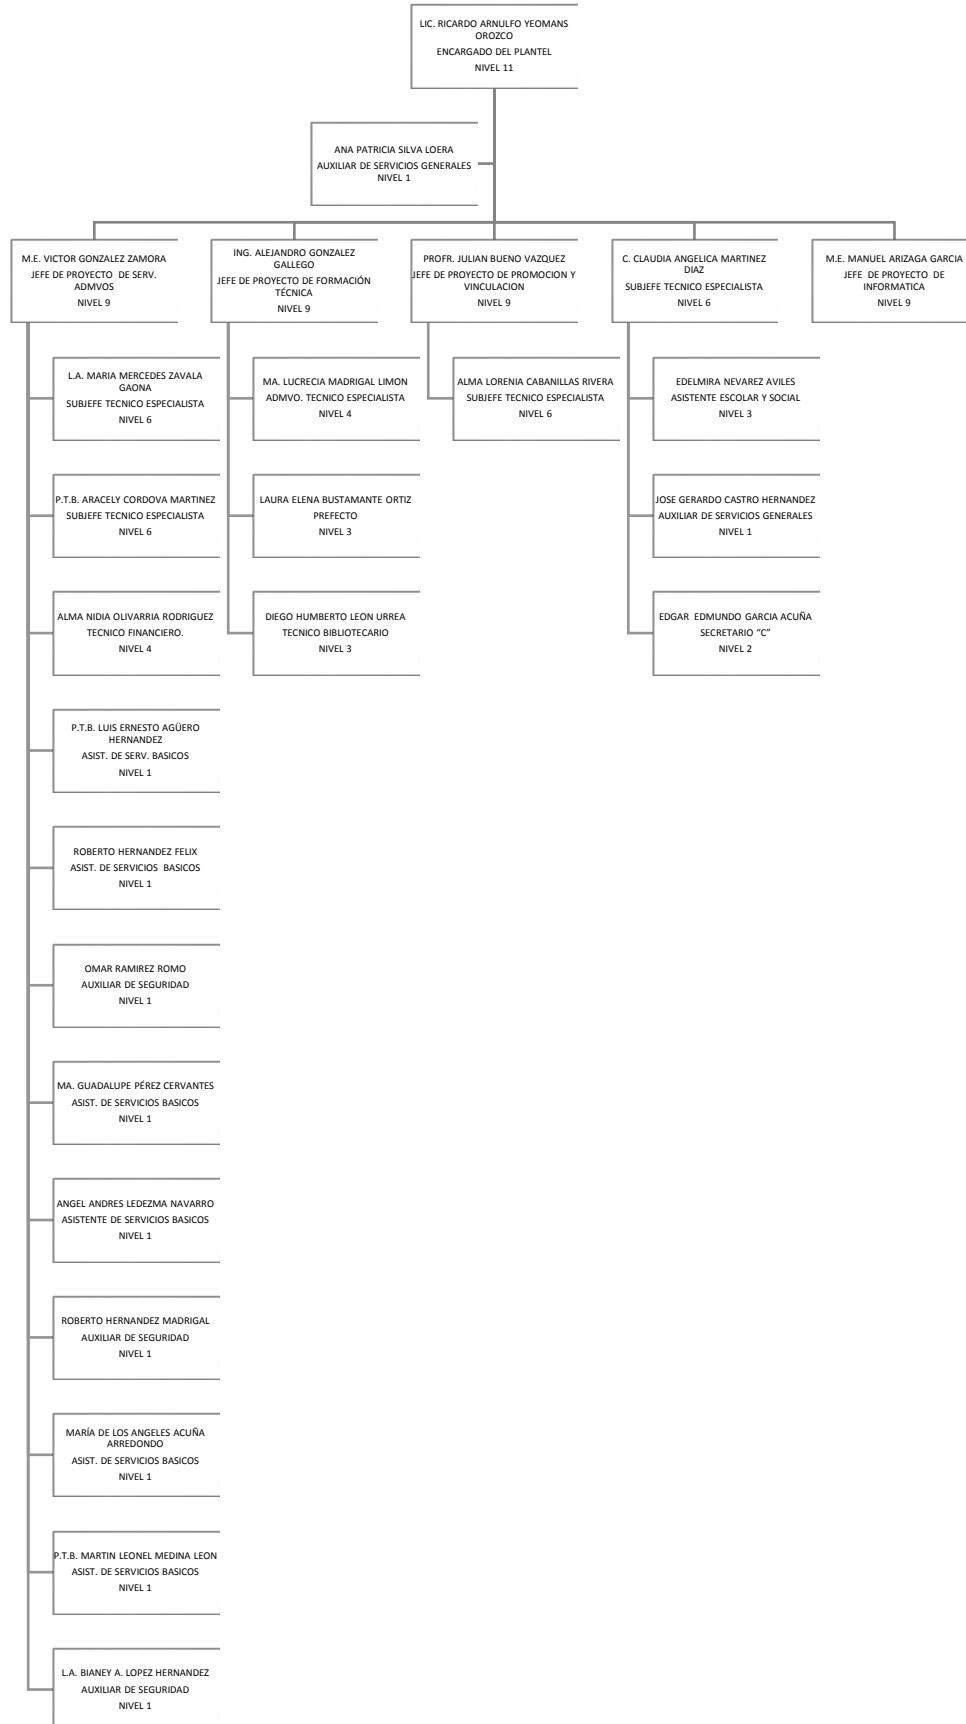 LIC. RICARDO ARNULFO YEOMANS
OROZCO
ENCARGADO DEL PLANTEL
NIVEL 11
ANA PATRICIA SILVA LOERA
AUXILIAR DE SERVICIOS GENERALES
NIVEL 1
M.E. VICTOR GONZALEZ ZAMORA
JEFE DE PROYECTO DE SERV.
ADMVOS
NIVEL 9
ING. ALEJANDRO GONZALEZ
GALLEGO
JEFE DE PROYECTO DE FORMACIÓN
TÉCNICA
NIVEL 9
PROFR. JULIAN BUENO VAZQUEZ
JEFE DE PROYECTO DE PROMOCION Y
VINCULACION
NIVEL 9
C. CLAUDIA ANGELICA MARTINEZ
DIAZ
SUBJEFE TECNICO ESPECIALISTA
NIVEL 6
M.E. MANUEL ARIZAGA GARCIA
JEFE DE PROYECTO DE
INFORMATICA
NIVEL 9
L.A. MARIA MERCEDES ZAVALA
GAONA
SUBJEFE TECNICO ESPECIALISTA
NIVEL 6
P.T.B. ARACELY CORDOVA MARTINEZ
SUBJEFE TECNICO ESPECIALISTA
NIVEL 6
ALMA NIDIA OLIVARRIA RODRIGUEZ
TECNICO FINANCIERO.
NIVEL 4
P.T.B. LUIS ERNESTO AGÜERO
HERNANDEZ
ASIST. DE SERV. BASICOS
NIVEL 1
ROBERTO HERNANDEZ FELIX
ASIST. DE SERVICIOS BASICOS
NIVEL 1
OMAR RAMIREZ ROMO
AUXILIAR DE SEGURIDAD
NIVEL 1
MA. GUADALUPE PÉREZ CERVANTES
ASIST. DE SERVICIOS BASICOS
NIVEL 1
ANGEL ANDRES LEDEZMA NAVARRO
ASISTENTE DE SERVICIOS BASICOS
NIVEL 1
ROBERTO HERNANDEZ MADRIGAL
AUXILIAR DE SEGURIDAD
NIVEL 1
MARÍA DE LOS ANGELES ACUÑA
ARREDONDO
ASIST. DE SERVICIOS BASICOS
NIVEL 1
P.T.B. MARTIN LEONEL MEDINA LEON
ASIST. DE SERVICIOS BASICOS
NIVEL 1
L.A. BIANEY A. LOPEZ HERNANDEZ
AUXILIAR DE SEGURIDAD
NIVEL 1
MA. LUCRECIA MADRIGAL LIMON
ADMVO. TECNICO ESPECIALISTA
NIVEL 4
LAURA ELENA BUSTAMANTE ORTIZ
PREFECTO
NIVEL 3
DIEGO HUMBERTO LEON URREA
TECNICO BIBLIOTECARIO
NIVEL 3
ALMA LORENIA CABANILLAS RIVERA
SUBJEFE TECNICO ESPECIALISTA
NIVEL 6
EDELMIRA NEVAREZ AVILES
ASISTENTE ESCOLAR Y SOCIAL
NIVEL 3
JOSE GERARDO CASTRO HERNANDEZ
AUXILIAR DE SERVICIOS GENERALES
NIVEL 1
EDGAR EDMUNDO GARCIA ACUÑA
SECRETARIO "C"
NIVEL 2